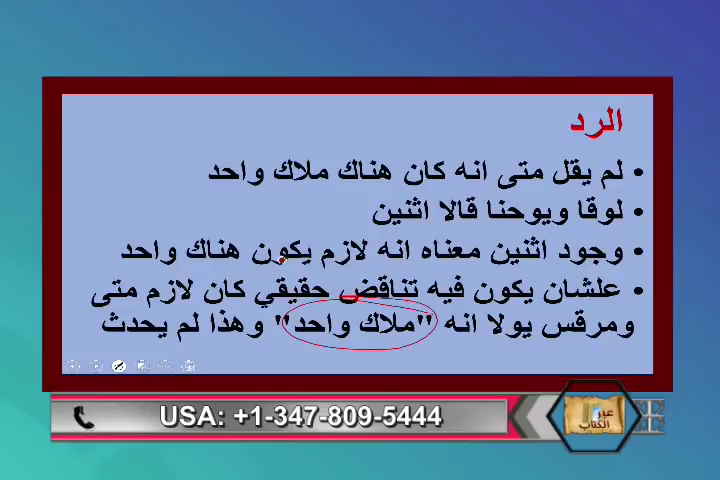 الرد
• لم يقل متى انه كان هناك ملاك واحد
• لوقا ويوحنا قالا اثنين
• وجود اثنين معناه انه لازم يكون هناك واحد
• علشان يكون فيه تناقض حقيقي كان لازم متى
ومرقس يولا انه "ملاك واحد" وهذا لم يحدث
USA: +1-347-809-5444
عبر
الكتاب